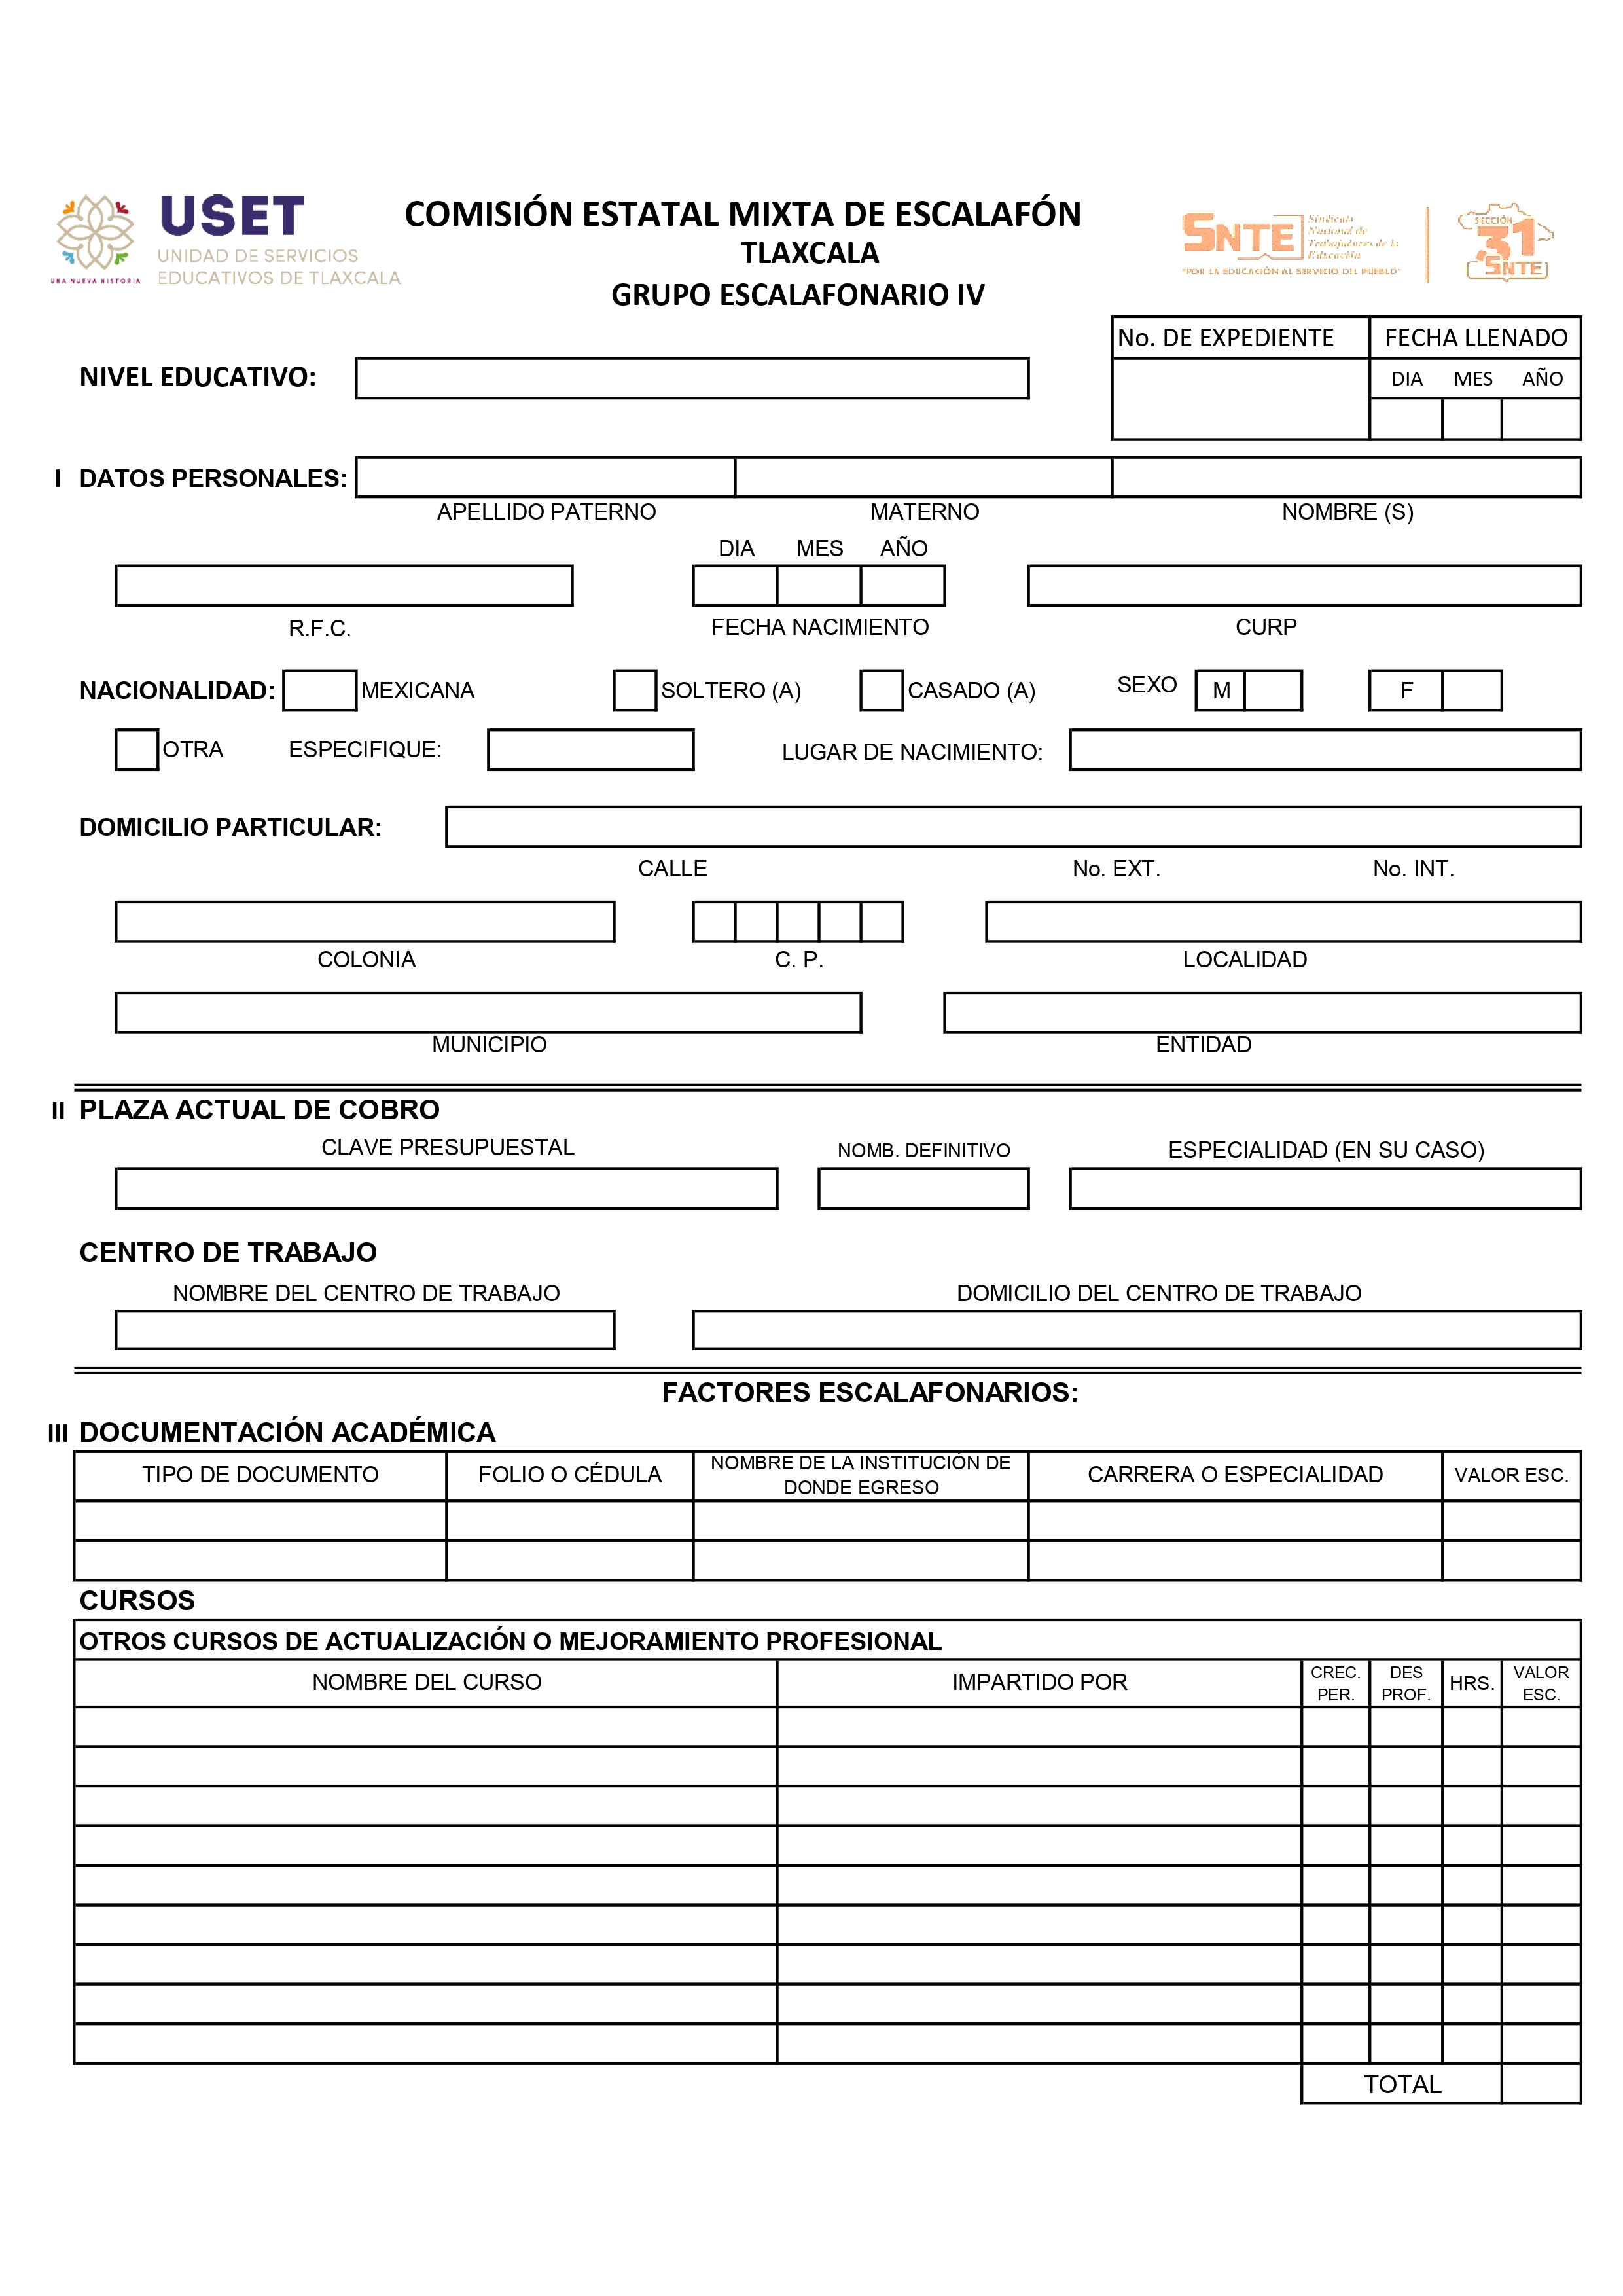 USET
UNIDAD DE SERVICIOS
EDUCATIVOS DE TLAXCALA
UNA NUEVA HISTORIA
COMISIÓN ESTATAL MIXTA DE ESCALAFÓN
TLAXCALA
GRUPO ESCALAFONARIO IV
SNTE
Sindicato
Nacional de
Trabajadores de la
Educación
"POR LA EDUCACIÓN AL SERVICIO DEL PUEBLO"
SECCIÓN
31
SNTE
No. DE EXPEDIENTE FECHA LLENADO
NIVEL EDUCATIVO: DIA MES AÑO
I DATOS PERSONALES:
APELLIDO PATERNO MATERNO NOMBRE (S)
DIA MES AÑO
R.F.C. FECHA NACIMIENTO CURP
NACIONALIDAD: MEXICANA SOLTERO (A) CASADO (A) SEXO M F
OTRA ESPECIFIQUE: LUGAR DE NACIMIENTO:
DOMICILIO PARTICULAR:
CALLE No. EXT. No. INT.
COLONIA C. P. LOCALIDAD
MUNICIPIO ENTIDAD
II PLAZA ACTUAL DE COBRO
CLAVE PRESUPUESTAL NOMB. DEFINITIVO ESPECIALIDAD (EN SU CASO)
CENTRO DE TRABAJO
NOMBRE DEL CENTRO DE TRABAJO DOMICILIO DEL CENTRO DE TRABAJO
FACTORES ESCALAFONARIOS:
III DOCUMENTACIÓN ACADÉMICA
TIPO DE DOCUMENTO FOLIO O CÉDULA NOMBRE DE LA INSTITUCIÓN DE DONDE EGRESO CARRERA O ESPECIALIDAD VALOR ESC.
CURSOS
OTROS CURSOS DE ACTUALIZACIÓN O MEJORAMIENTO PROFESIONAL
NOMBRE DEL CURSO IMPARTIDO POR CREC. PER. DES PROF. HRS. VALOR ESC.
TOTAL